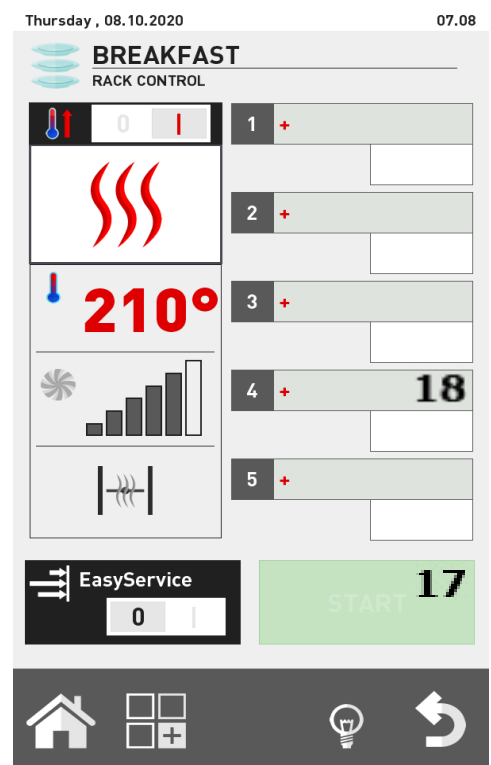 Thursday , 08.10.2020 07.08
BREAKFAST
RACK CONTROL
0 |
210°
1 +
2 +
3 +
4 + 18
5 +
EasyService
0 |
START 17